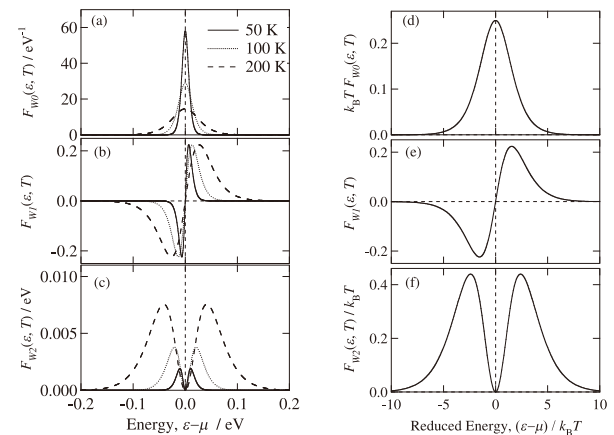 (a)
50 K
100 K
200 K
F_W0(ε, T) / eV⁻¹
60
40
20
0
(b)
F_W1(ε, T)
0.2
0.0
-0.2
(c)
F_W2(ε, T) / eV
0.010
0.005
0.000
-0.2 -0.1 0.0 0.1 0.2
Energy, ε−μ / eV
(d)
k_BT F_W0(ε, T)
0.2
0.1
0.0
(e)
F_W1(ε, T)
0.2
0.0
-0.2
(f)
F_W2(ε, T) / k_BT
0.4
0.2
0.0
-10 -5 0 5 10
Reduced Energy, (ε−μ) / k_BT